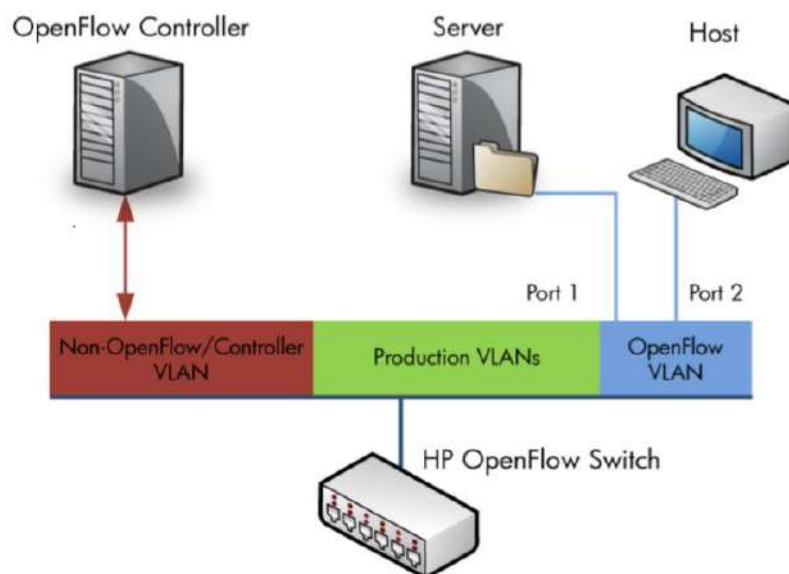 OpenFlow Controller
Server
Host
Port 1
Port 2
Non-OpenFlow/Controller
VLAN
Production VLANs
OpenFlow
VLAN
HP OpenFlow Switch